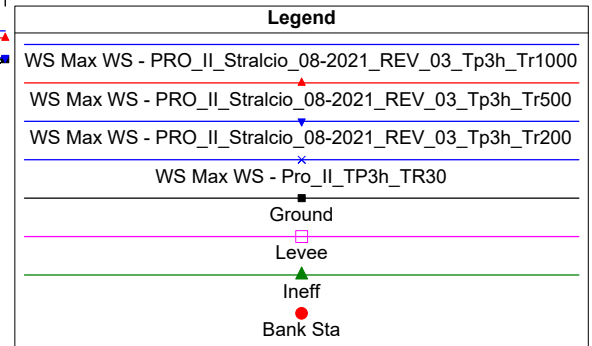 Legend
WS Max WS - PRO_II_Stralcio_08-2021_REV_03_Tp3h_Tr1000
WS Max WS - PRO_II_Stralcio_08-2021_REV_03_Tp3h_Tr500
WS Max WS - PRO_II_Stralcio_08-2021_REV_03_Tp3h_Tr200
WS Max WS - Pro_II_TP3h_TR30
Ground
Levee
Ineff
Bank Sta